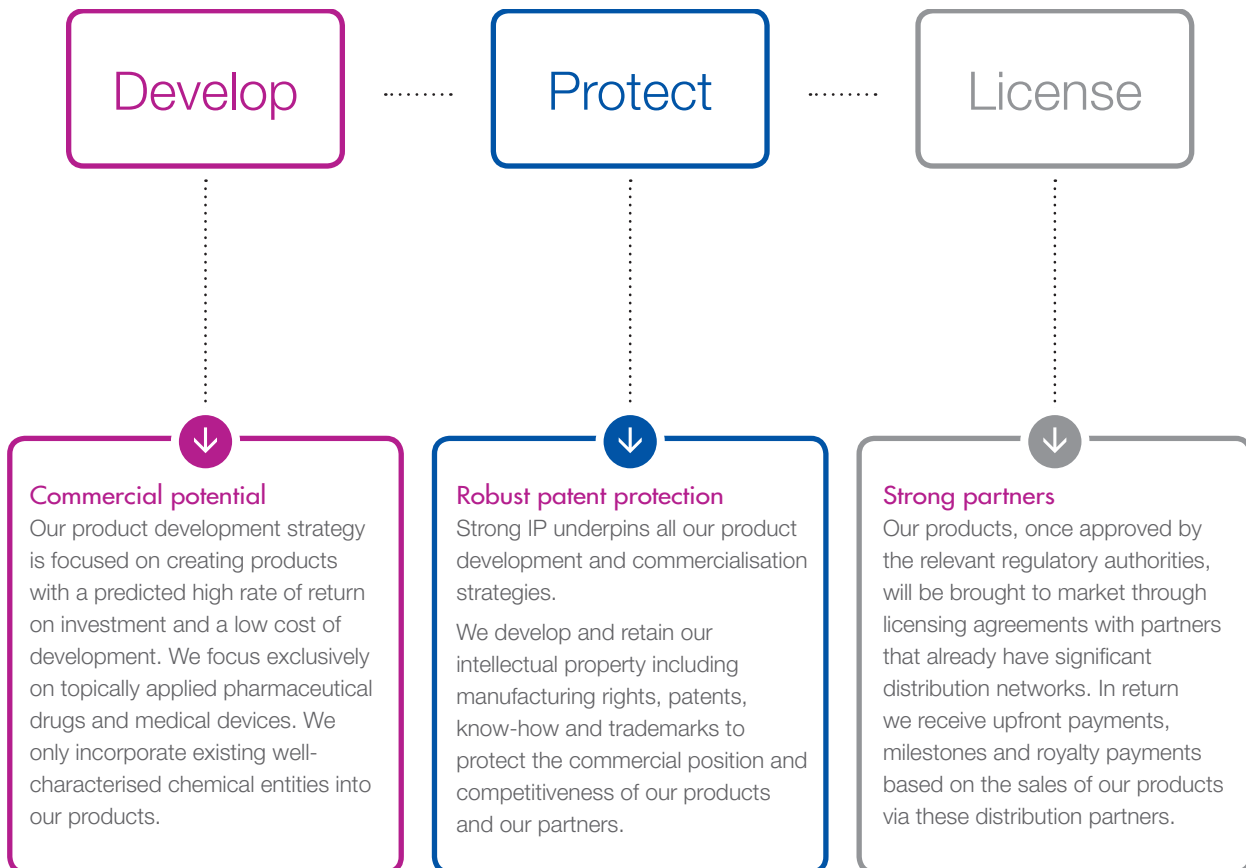 Develop
Protect
License
Commercial potential
Our product development strategy
is focused on creating products
with a predicted high rate of return
on investment and a low cost of
development. We focus exclusively
on topically applied pharmaceutical
drugs and medical devices. We
only incorporate existing well-
characterised chemical entities into
our products.
Robust patent protection
Strong IP underpins all our product
development and commercialisation
strategies.
We develop and retain our
intellectual property including
manufacturing rights, patents,
know-how and trademarks to
protect the commercial position and
competitiveness of our products
and our partners.
Strong partners
Our products, once approved by
the relevant regulatory authorities,
will be brought to market through
licensing agreements with partners
that already have significant
distribution networks. In return
we receive upfront payments,
milestones and royalty payments
based on the sales of our products
via these distribution partners.